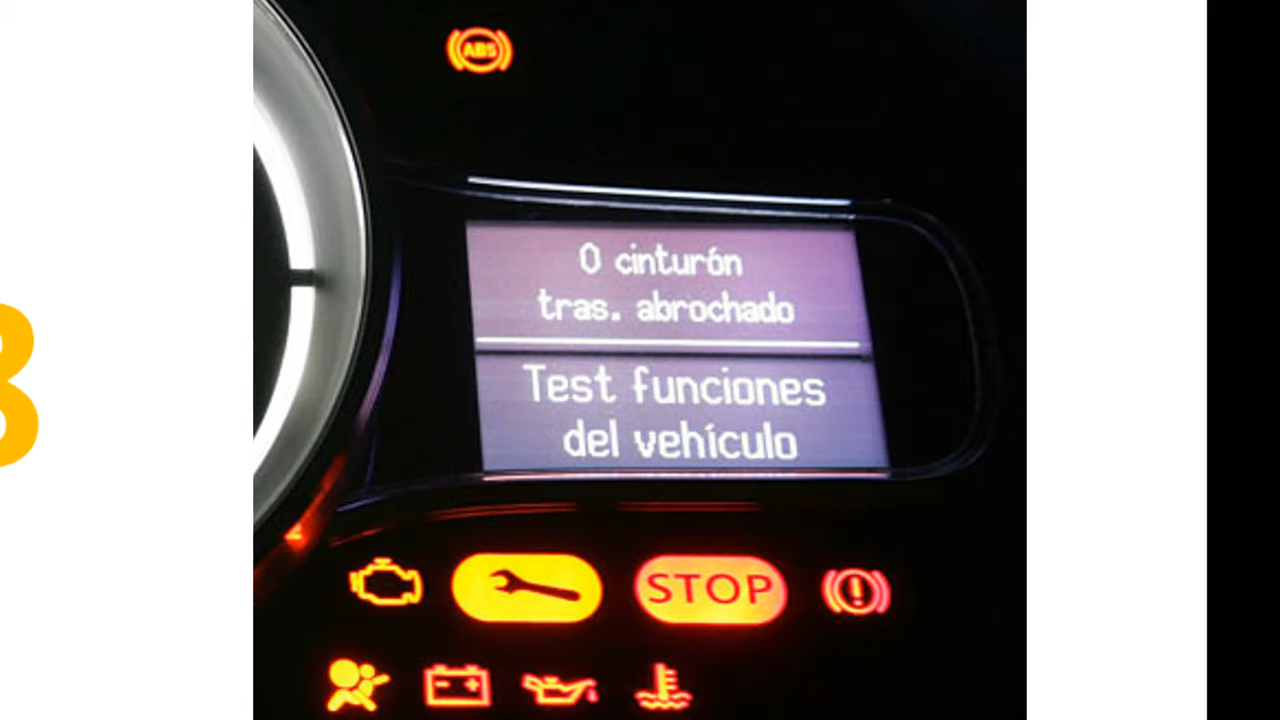 ABS
0 cinturón
tras. abrochado
Test funciones
del vehículo
STOP